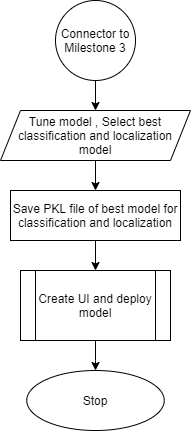 Connector to
Milestone 3
Tune model , Select best
classification and localization
model
Save PKL file of best model for
classification and localization
Create UI and deploy
model
Stop